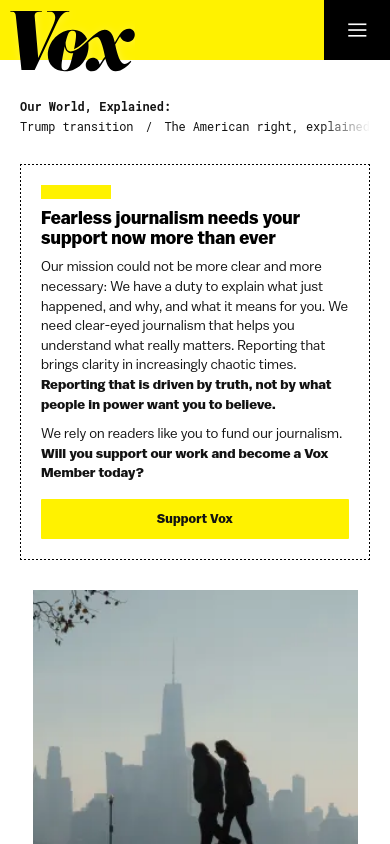 Vox
Our World, Explained:
Trump transition / The American right, explained
Fearless journalism needs your
support now more than ever
Our mission could not be more clear and more
necessary: We have a duty to explain what just
happened, and why, and what it means for you. We
need clear-eyed journalism that helps you
understand what really matters. Reporting that
brings clarity in increasingly chaotic times.
Reporting that is driven by truth, not by what
people in power want you to believe.
We rely on readers like you to fund our journalism.
Will you support our work and become a Vox
Member today?
Support Vox